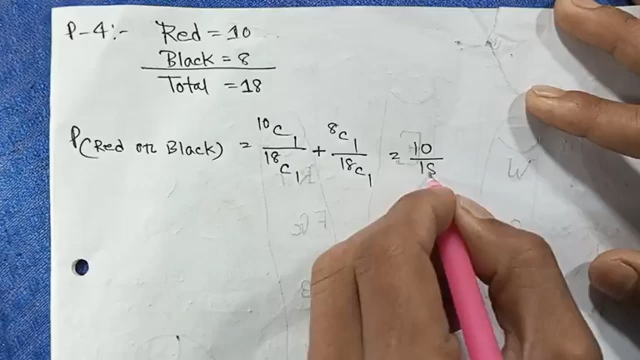 P-4:- Red = 10
Black = 8
Total = 18
P(Red or Black) = ¹⁰C₁/¹⁸C₁ + ⁸C₁/¹⁸C₁ = 10/18